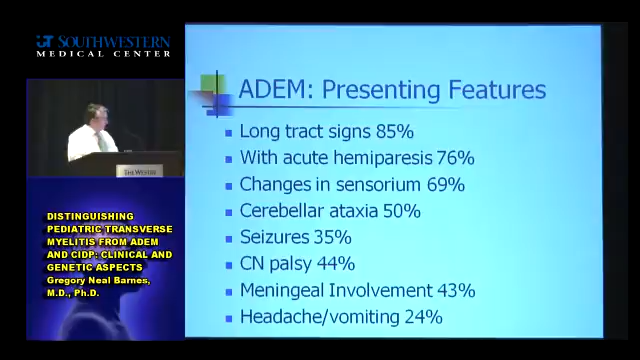 UT SOUTHWESTERN
MEDICAL CENTER
THE WESTIN
DISTINGUISHING
PEDIATRIC TRANSVERSE
MYELITIS FROM ADEM
AND CIDP: CLINICAL AND
GENETIC ASPECTS
Gregory Neal Barnes,
M.D., Ph.D.
ADEM: Presenting Features
Long tract signs 85%
With acute hemiparesis 76%
Changes in sensorium 69%
Cerebellar ataxia 50%
Seizures 35%
CN palsy 44%
Meningeal Involvement 43%
Headache/vomiting 24%